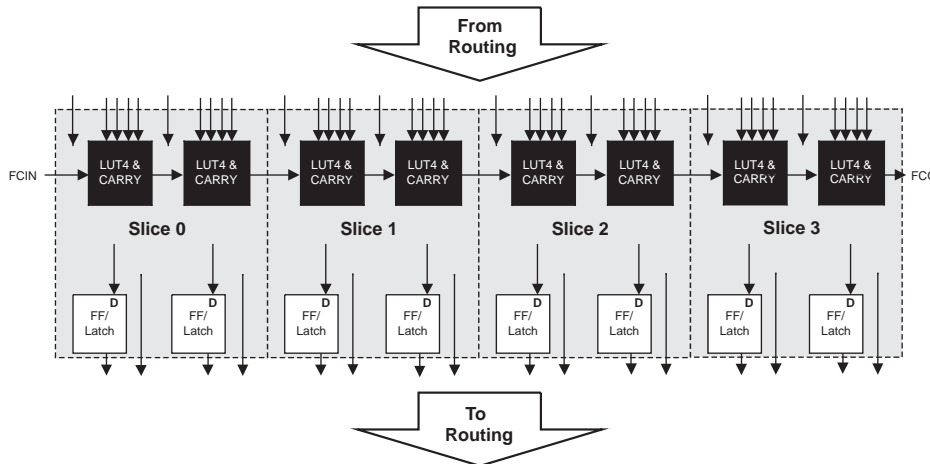 From
Routing
LUT4 &
CARRY
LUT4 &
CARRY
LUT4 &
CARRY
LUT4 &
CARRY
LUT4 &
CARRY
LUT4 &
CARRY
LUT4 &
CARRY
LUT4 &
CARRY
FCIN
FCO
Slice 0
Slice 1
Slice 2
Slice 3
D
FF/
Latch
D
FF/
Latch
D
FF/
Latch
D
FF/
Latch
D
FF/
Latch
D
FF/
Latch
D
FF/
Latch
D
FF/
Latch
To
Routing